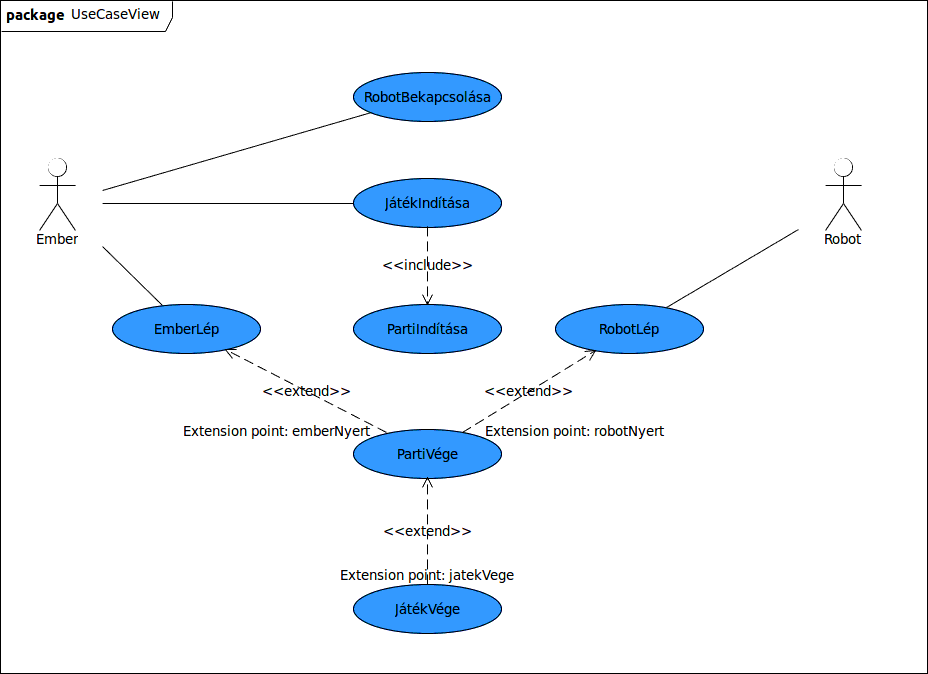 package UseCaseView
RobotBekapcsolása
JátékIndítása
Ember
Robot
<<include>>
EmberLép
PartiIndítása
RobotLép
<<extend>>
<<extend>>
Extension point: emberNyert
Extension point: robotNyert
PartiVége
<<extend>>
Extension point: jatekVege
JátékVége